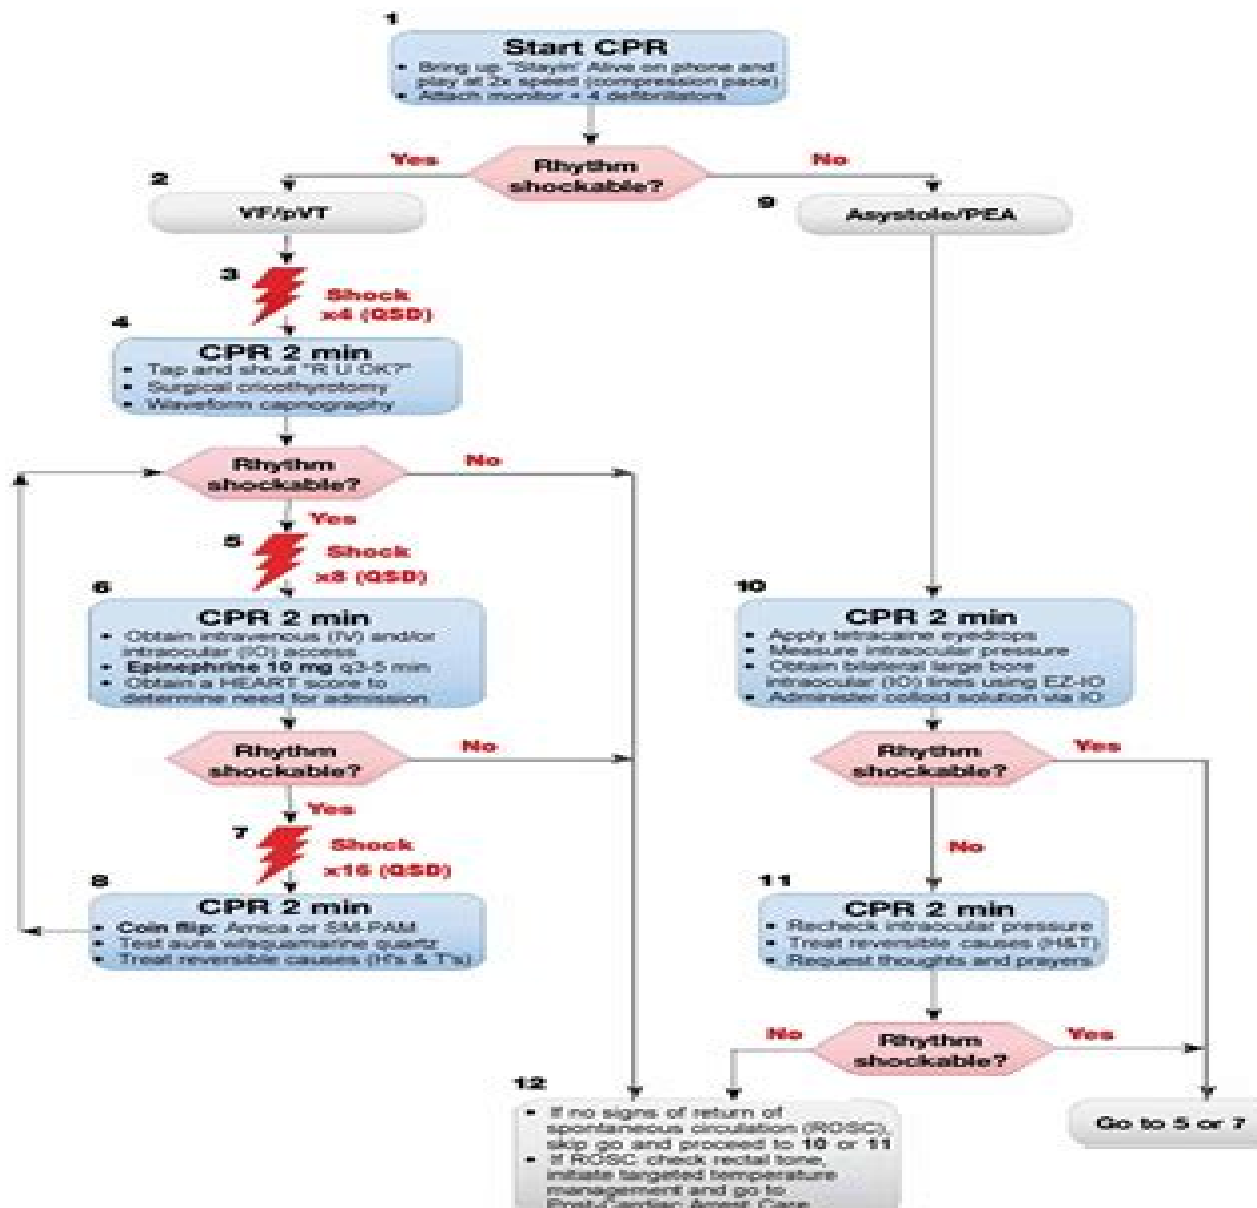 1
Start CPR
• Bring up "Stayin' Alive on phone and
play at 2x speed (compression pace)
• Attach monitor + 4 defibrillators
Rhythm
shockable?
Yes
No
2
VF/pVT
9
Asystole/PEA
3
Shock
x4 (QSD)
4
CPR 2 min
• Tap and shout "R U OK?"
• Surgical cricothyrotomy
• Waveform capnography
Rhythm
shockable?
No
Yes
5
Shock
x8 (QSD)
6
CPR 2 min
• Obtain intravenous (IV) and/or
intraocular (IO) access
• Epinephrine 10 mg q3-5 min
• Obtain a HEART score to
determine need for admission
Rhythm
shockable?
No
Yes
7
Shock
x16 (QSD)
8
CPR 2 min
• Coin flip: Arnica or SM-PAM
• Test aura w/aquamarine quartz
• Treat reversible causes (H's & T's)
10
CPR 2 min
• Apply tetracaine eyedrops
• Measure intraocular pressure
• Obtain bilateral large bore
intraocular (IO) lines using EZ-IO
• Administer colloid solution via IO
Rhythm
shockable?
Yes
No
11
CPR 2 min
• Recheck intraocular pressure
• Treat reversible causes (H&T)
• Request thoughts and prayers
Rhythm
shockable?
No
Yes
12
• If no signs of return of
spontaneous circulation (ROSC),
skip go and proceed to 10 or 11
• If ROSC check rectal tone,
initiate targeted temperature
management and go to
Post-Cardiac Arrest Care
Go to 5 or 7